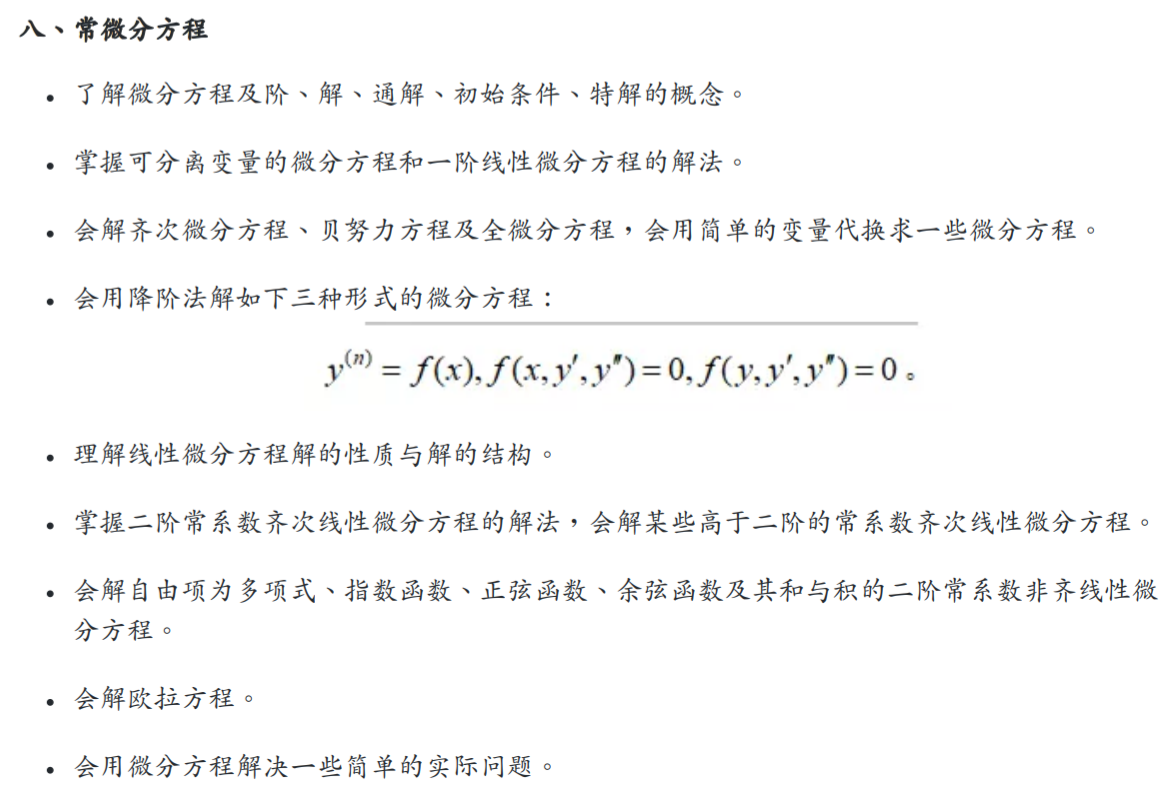 八、常微分方程
• 了解微分方程及阶、解、通解、初始条件、特解的概念。
• 掌握可分离变量的微分方程和一阶线性微分方程的解法。
• 会解齐次微分方程、贝努力方程及全微分方程，会用简单的变量代换求一些微分方程。
• 会用降阶法解如下三种形式的微分方程：
y⁽ⁿ⁾ = f(x), f(x, y′, y″) = 0, f(y, y′, y″) = 0。
• 理解线性微分方程解的性质与解的结构。
• 掌握二阶常系数齐次线性微分方程的解法，会解某些高于二阶的常系数齐次线性微分方程。
• 会解自由项为多项式、指数函数、正弦函数、余弦函数及其和与积的二阶常系数非齐线性微
分方程。
• 会解欧拉方程。
• 会用微分方程解决一些简单的实际问题。